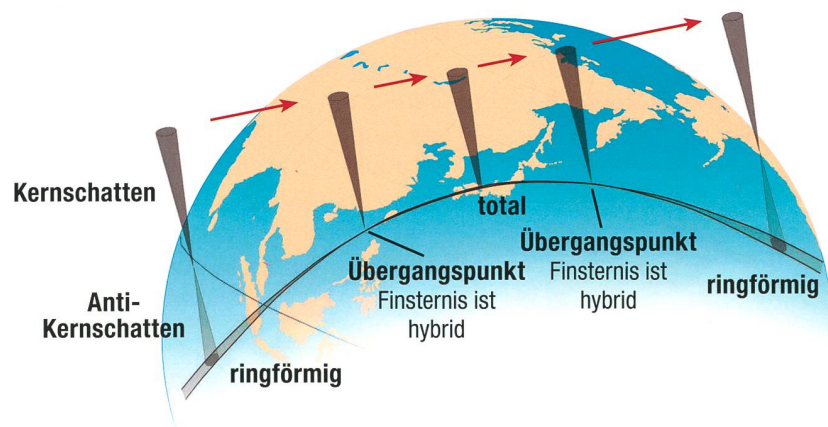 Kernschatten
Anti-
Kernschatten
ringförmig
Übergangspunkt
Finsternis ist
hybrid
total
Übergangspunkt
Finsternis ist
hybrid
ringförmig